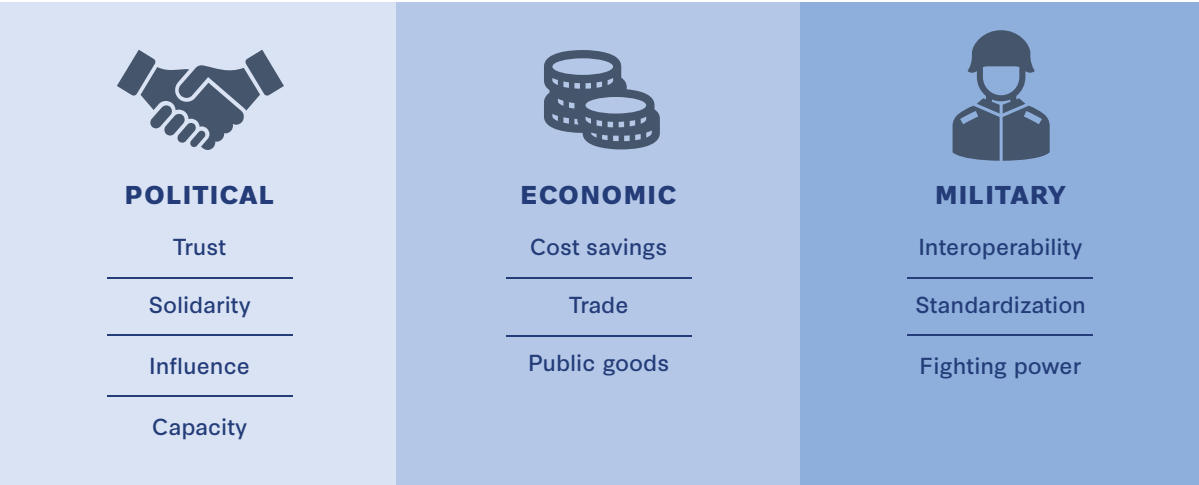 POLITICAL
Trust
Solidarity
Influence
Capacity
ECONOMIC
Cost savings
Trade
Public goods
MILITARY
Interoperability
Standardization
Fighting power